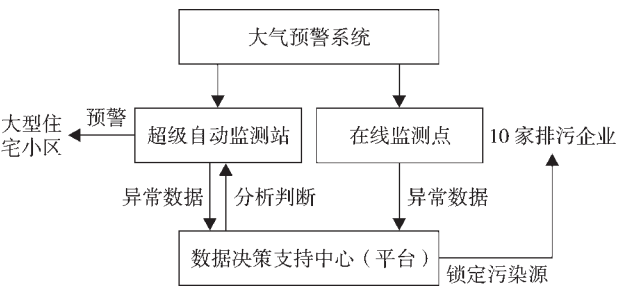 大气预警系统
大型住
宅小区
预警
超级自动监测站
在线监测点
10家排污企业
异常数据
分析判断
异常数据
数据决策支持中心(平台)
锁定污染源